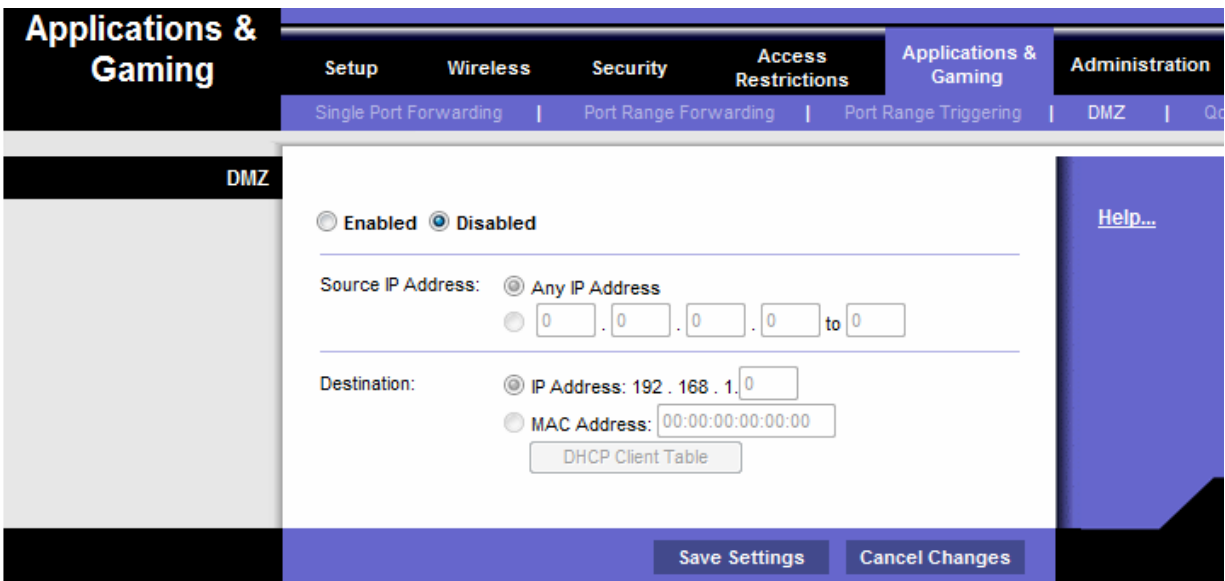 Applications &
Gaming
Setup Wireless Security Access Restrictions Applications & Gaming Administration
Single Port Forwarding | Port Range Forwarding | Port Range Triggering | DMZ |
DMZ
Enabled Disabled
Help...
Source IP Address: Any IP Address
0 . 0 . 0 . 0 to 0
Destination: IP Address: 192 . 168 . 1. 0
MAC Address: 00:00:00:00:00:00
DHCP Client Table
Save Settings Cancel Changes